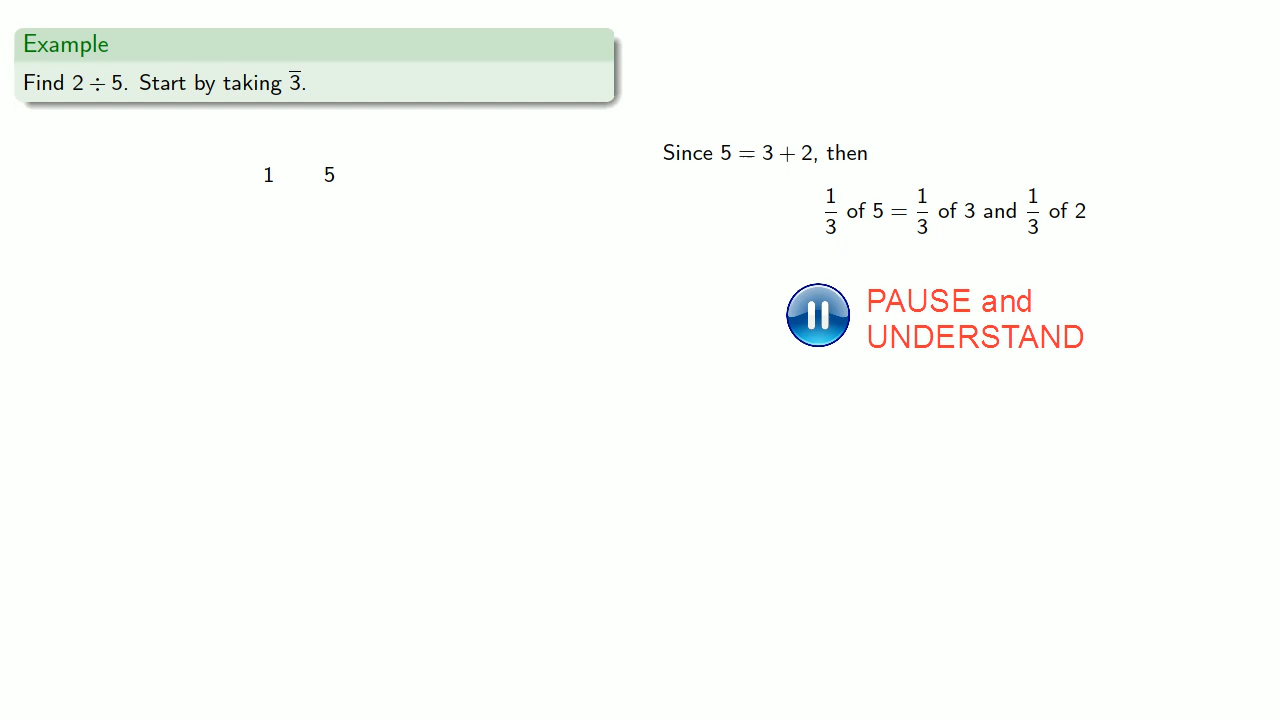 Example
Find 2 ÷ 5. Start by taking 3̅.
1 5
Since 5 = 3 + 2, then
1/3 of 5 = 1/3 of 3 and 1/3 of 2
PAUSE and
UNDERSTAND